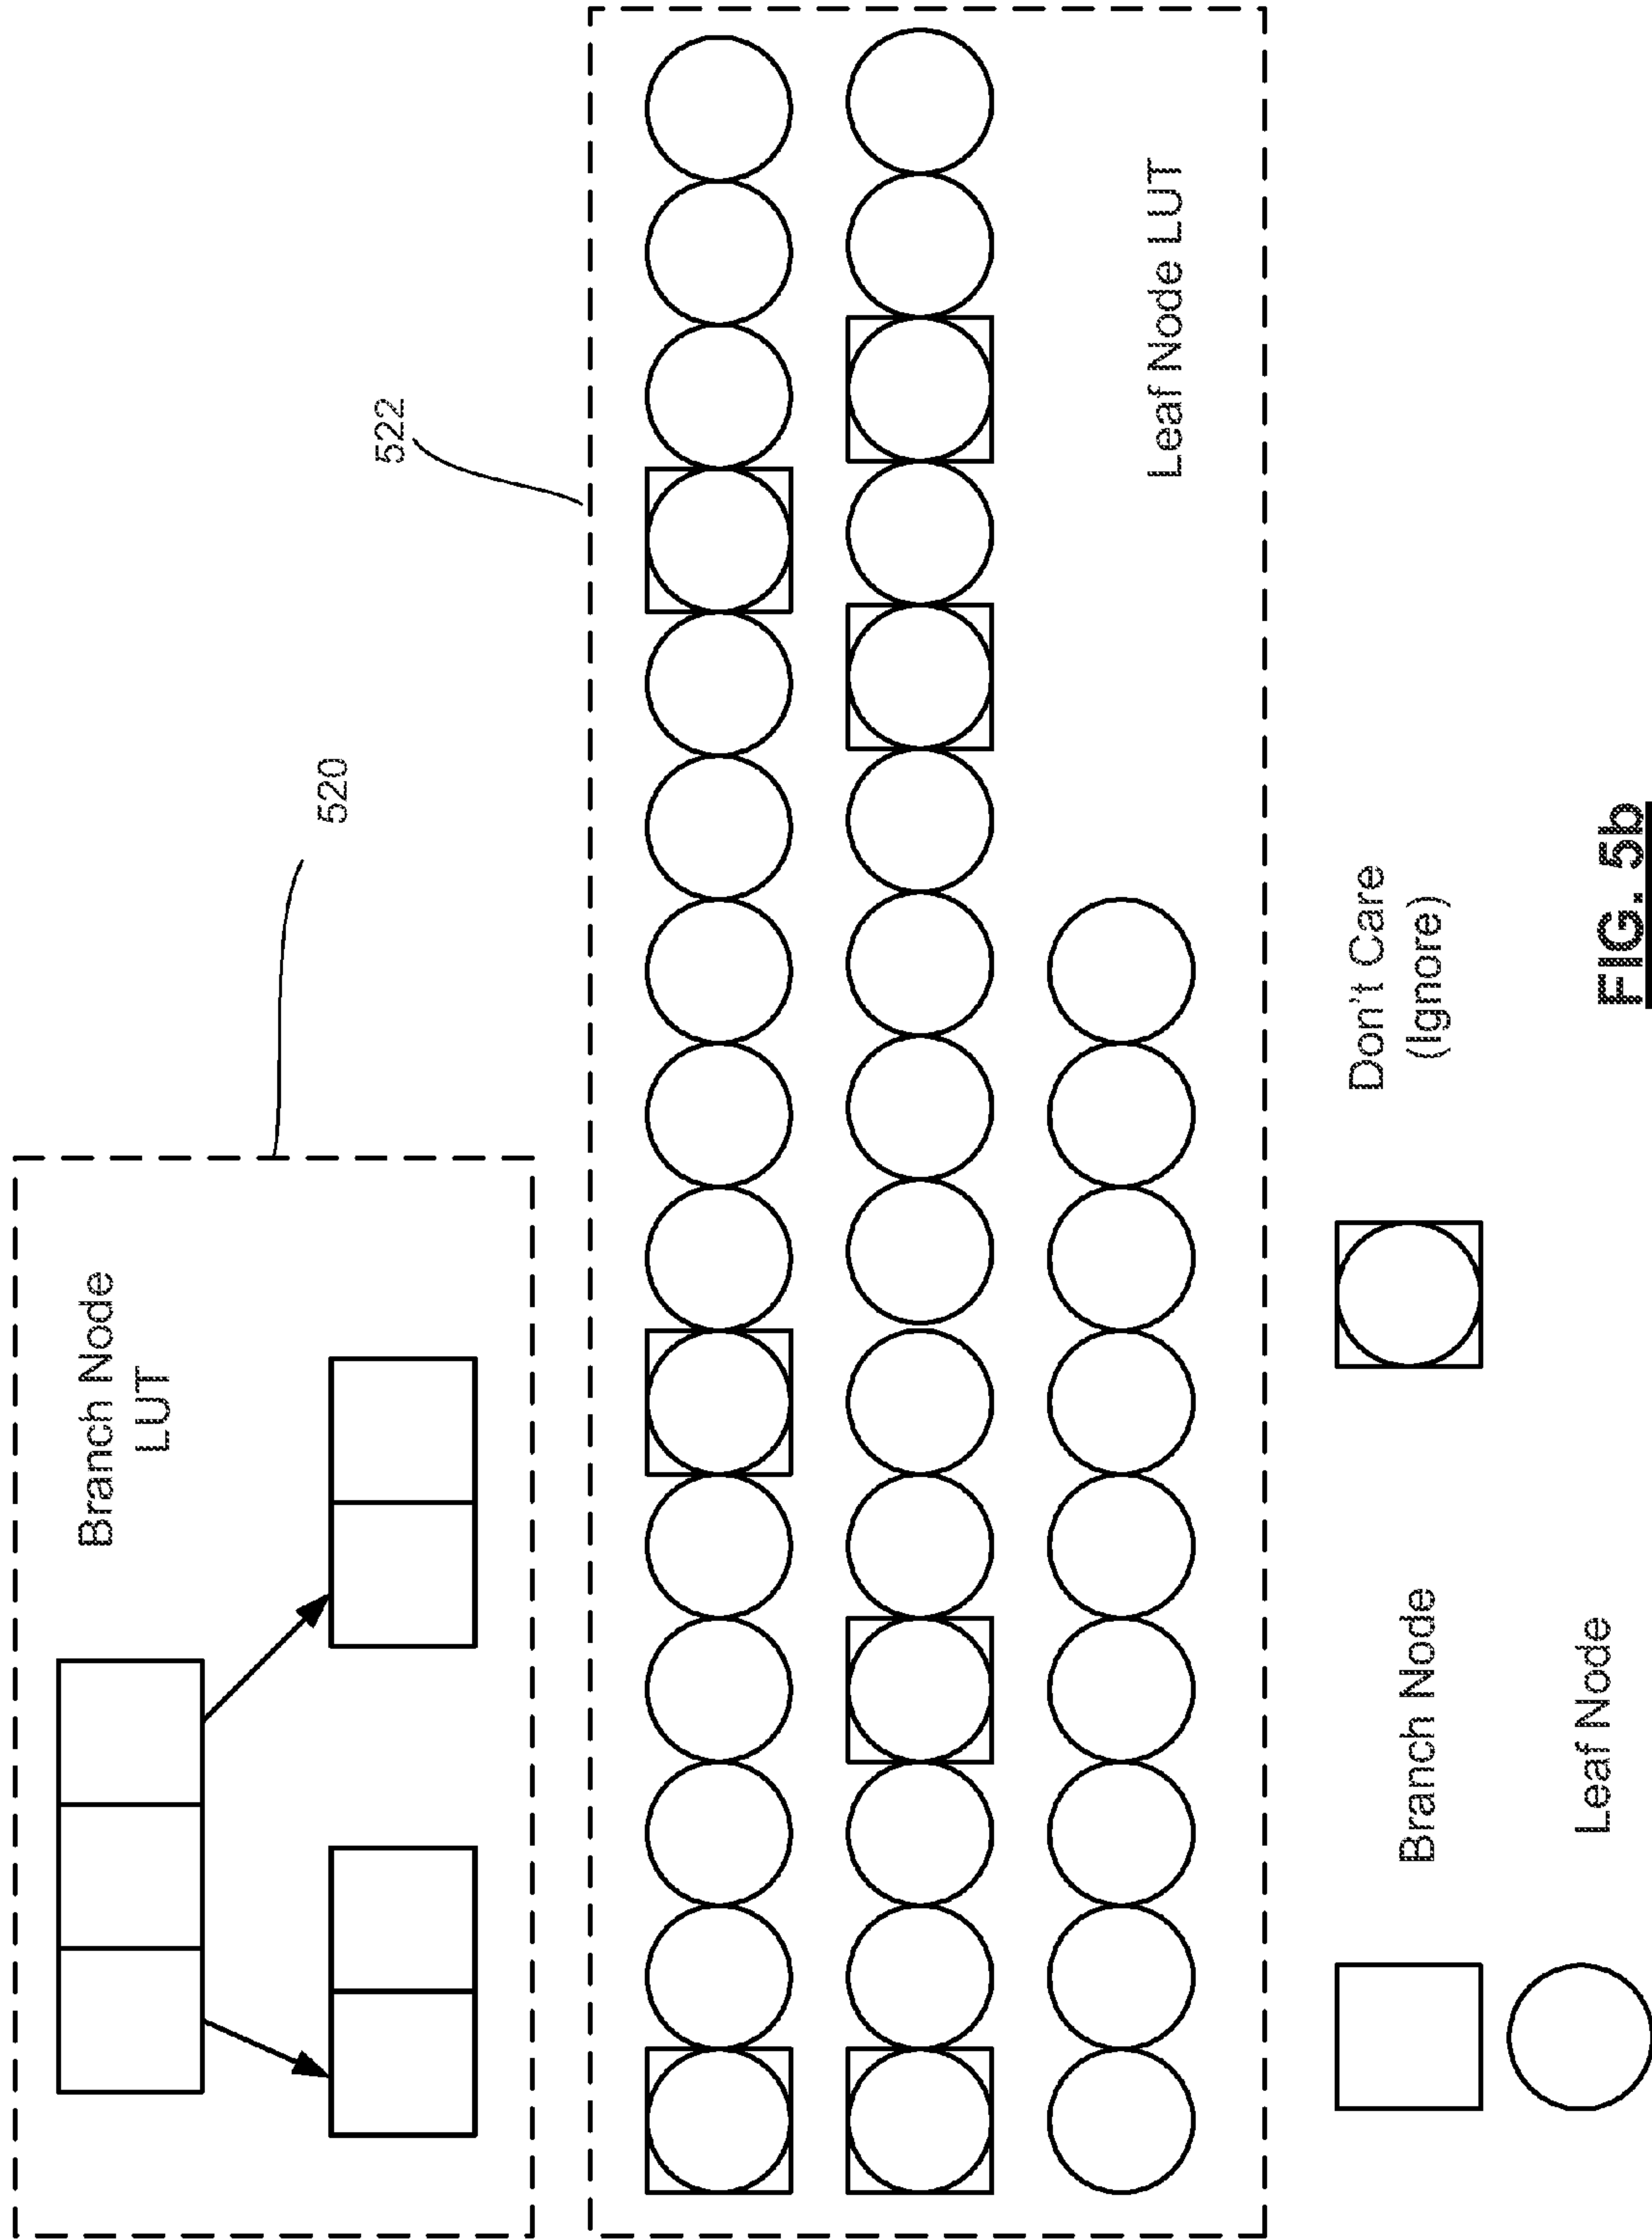 Branch Node
LUT
520
522
Leaf Node LUT
Branch Node
Leaf Node
Don't Care
(Ignore)
FIG. 5b